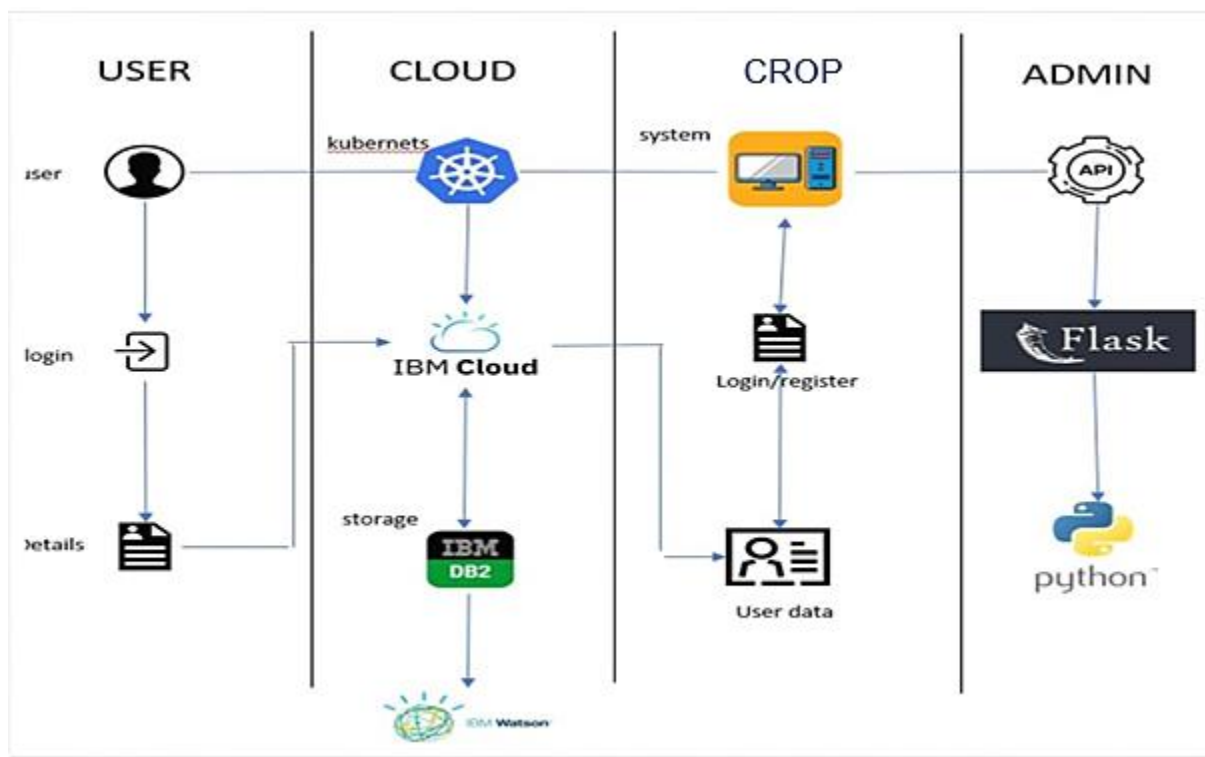 USER
CLOUD
CROP
ADMIN
user
kubernets
system
API
login
IBM Cloud
Login/register
Flask
Details
storage
IBM
DB2
User data
python
IBM Watson